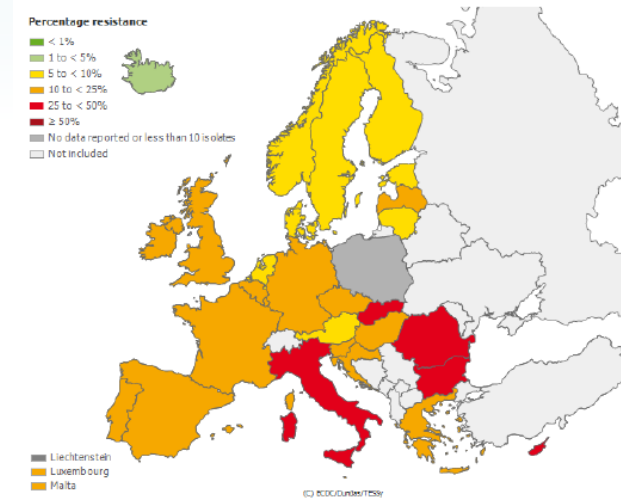 Percentage resistance
< 1%
1 to < 5%
5 to < 10%
10 to < 25%
25 to < 50%
≥ 50%
No data reported or less than 10 isolates
Not included
Liechtenstein
Luxembourg
Malta
(C) ECDC/Dundas/TESSy